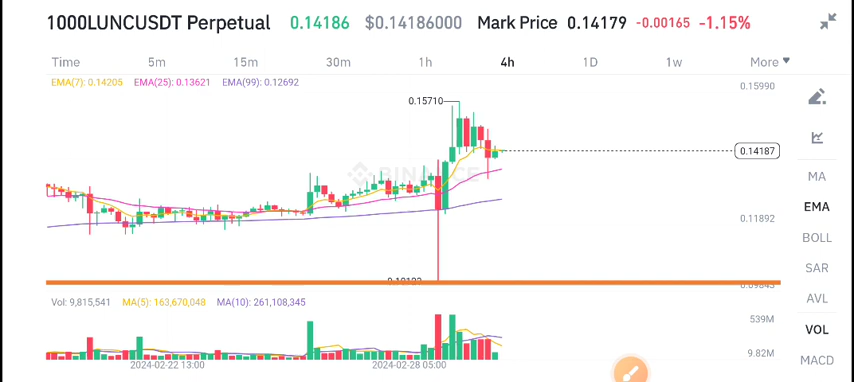 1000LUNCUSDT Perpetual 0.14186 $0.14186000 Mark Price 0.14179 -0.00165 -1.15%
Time 5m 15m 30m 1h 4h 1D 1w More
EMA(7): 0.14205 EMA(25): 0.13621 EMA(99): 0.12692
0.15990
0.15710
0.14187
BINANCE
MA
EMA
0.11892
BOLL
SAR
AVL
Vol: 9,815,541 MA(5): 163,670,048 MA(10): 261,108,345
539M
VOL
9.82M
MACD
2024-02-22 13:00 2024-02-28 05:00